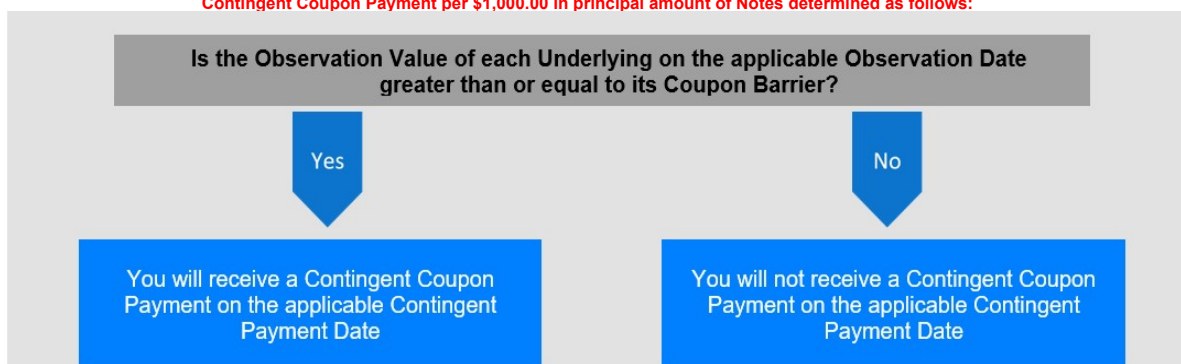 Contingent Coupon Payment per $1,000.00 in principal amount of Notes determined as follows:
Is the Observation Value of each Underlying on the applicable Observation Date
greater than or equal to its Coupon Barrier?
Yes
No
You will receive a Contingent Coupon
Payment on the applicable Contingent
Payment Date
You will not receive a Contingent Coupon
Payment on the applicable Contingent
Payment Date